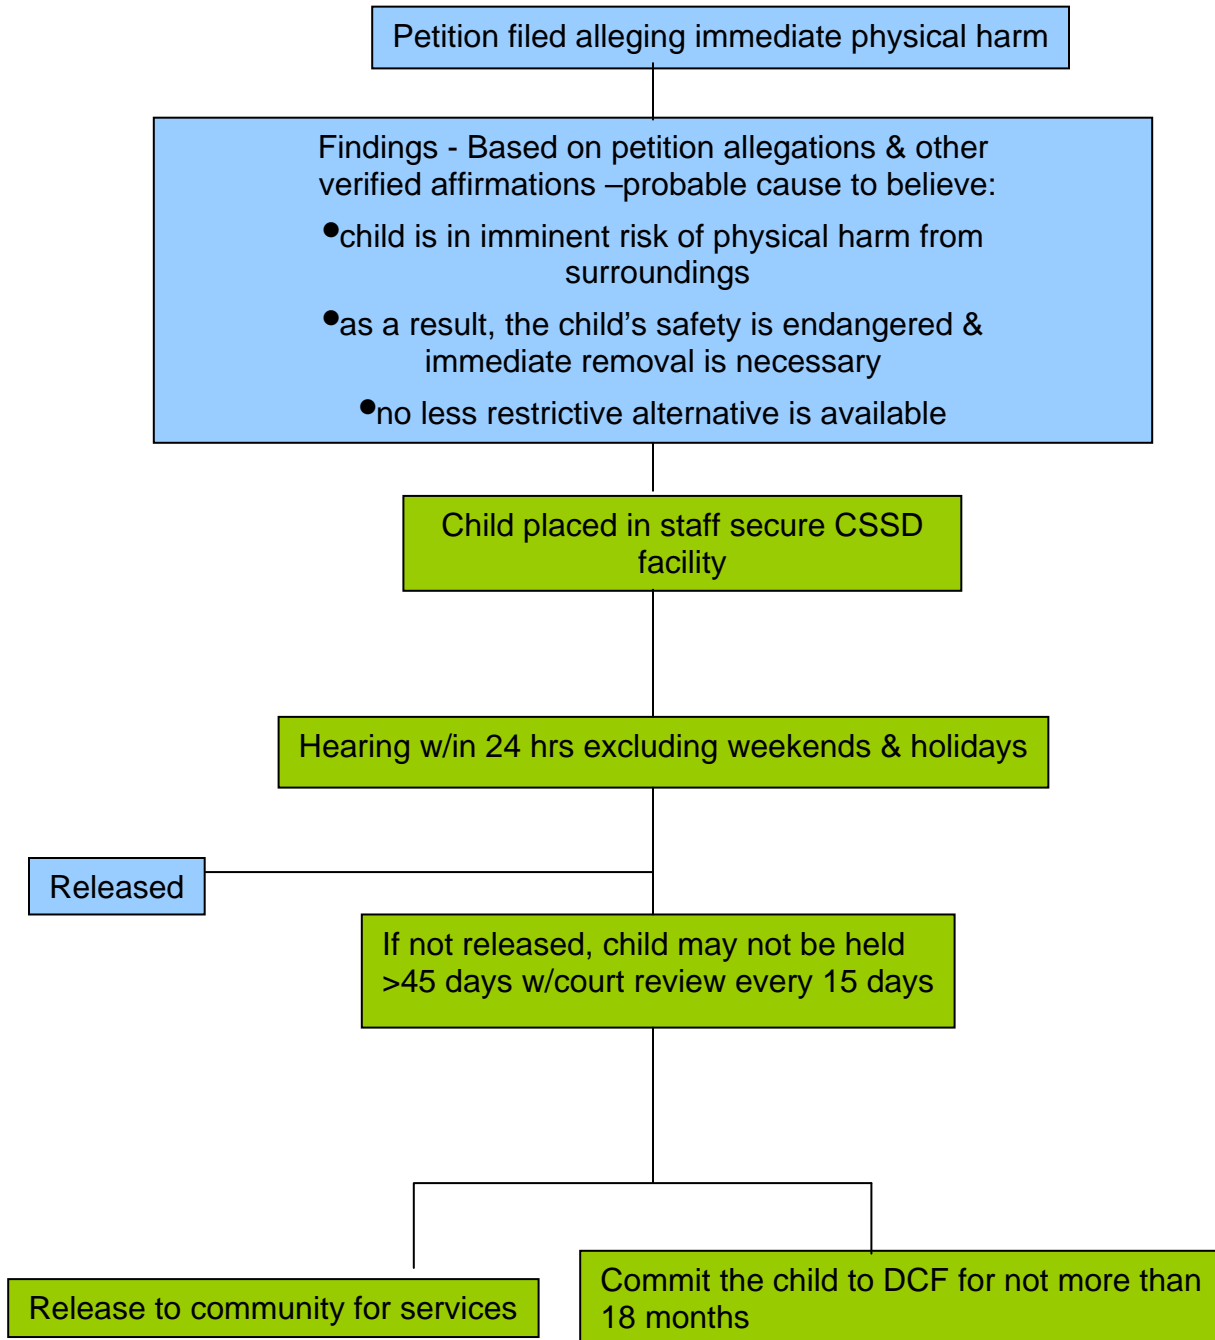 Petition filed alleging immediate physical harm
Findings - Based on petition allegations & other
verified affirmations –probable cause to believe:
•child is in imminent risk of physical harm from
surroundings
•as a result, the child’s safety is endangered &
immediate removal is necessary
•no less restrictive alternative is available
Child placed in staff secure CSSD
facility
Hearing w/in 24 hrs excluding weekends & holidays
Released
If not released, child may not be held
>45 days w/court review every 15 days
Release to community for services
Commit the child to DCF for not more than
18 months